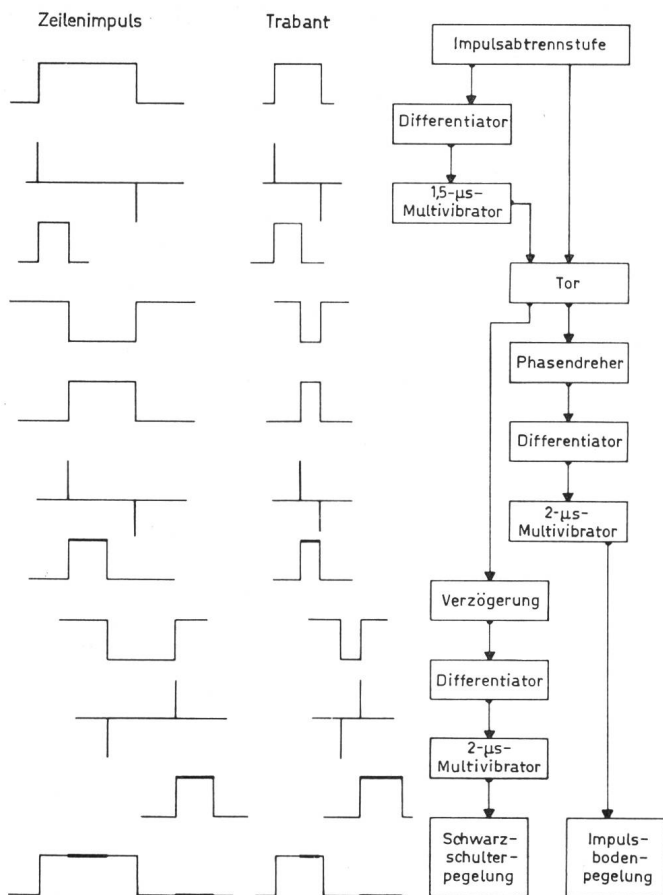 Zeilenimpuls
Trabant
Impulsabtrennstufe
Differentiator
1,5-µs-
Multivibrator
Tor
Phasendreher
Differentiator
2-µs-
Multivibrator
Verzögerung
Differentiator
2-µs-
Multivibrator
Schwarz-
schulter-
pegelung
Impuls-
boden-
pegelung